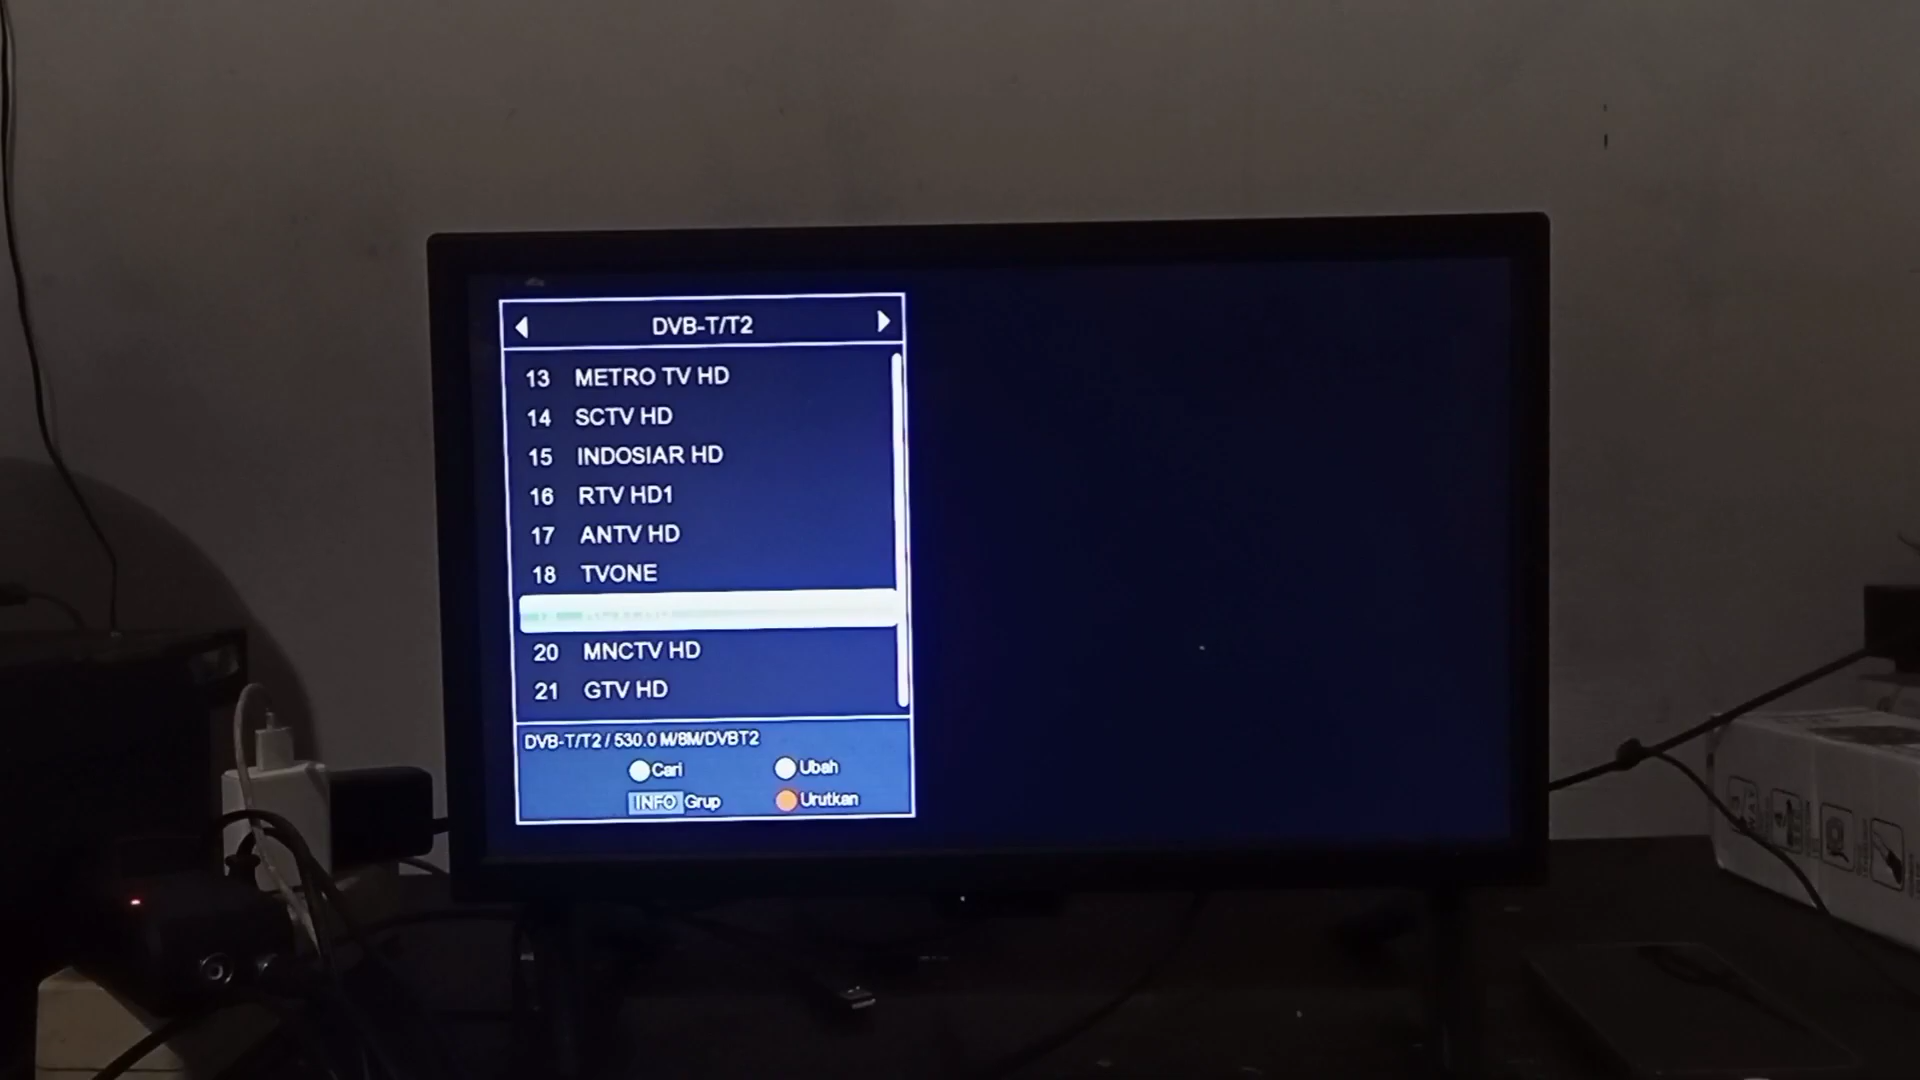 DVB-T/T2
13 METRO TV HD
14 SCTV HD
15 INDOSIAR HD
16 RTV HD1
17 ANTV HD
18 TVONE
20 MNCTV HD
21 GTV HD
DVB-T/T2 / 530.0 M/8M/DVBT2
Cari Ubah
INFO Grup Urutkan